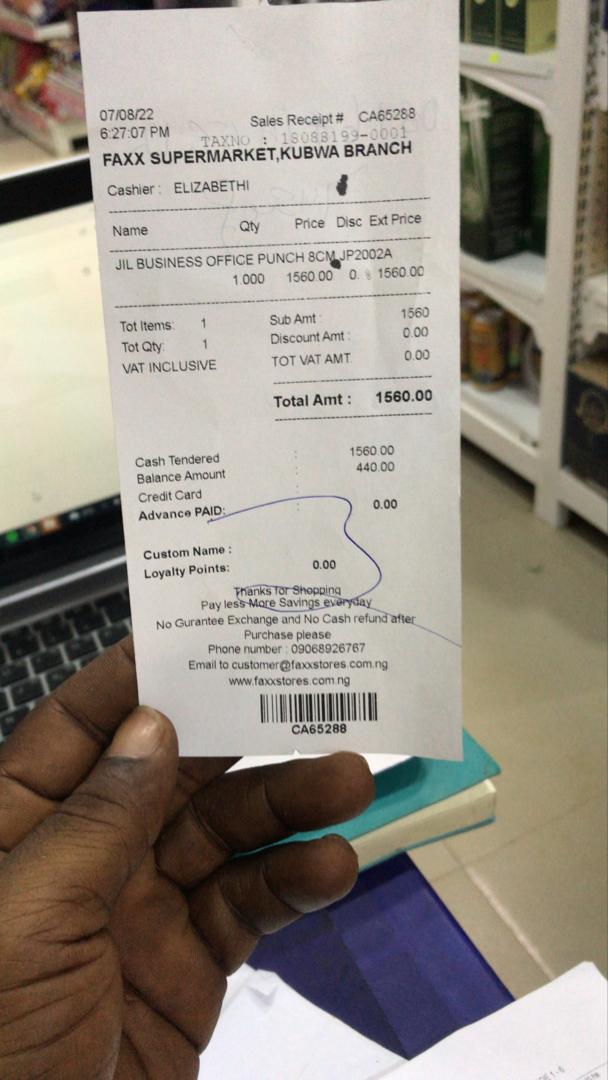 07/08/22
6:27:07 PM
Sales Receipt # CA65288
TAXNO : 18088199-0001
FAXX SUPERMARKET,KUBWA BRANCH
Cashier : ELIZABETHI
Name Qty Price Disc Ext Price
JIL BUSINESS OFFICE PUNCH 8CM JP2002A
1.000 1560.00 0. % 1560.00
Tot Items: 1 Sub Amt : 1560
Tot Qty: 1 Discount Amt : 0.00
VAT INCLUSIVE TOT VAT AMT 0.00
Total Amt : 1560.00
Cash Tendered : 1560.00
Balance Amount 440.00
Credit Card :
Advance PAID: 0.00
Custom Name :
Loyalty Points: 0.00
Thanks for Shopping
Pay less More Savings everyday
No Gurantee Exchange and No Cash refund after
Purchase please
Phone number : 09068926767
Email to customer@faxxstores.com.ng
www.faxxstores.com.ng
CA65288